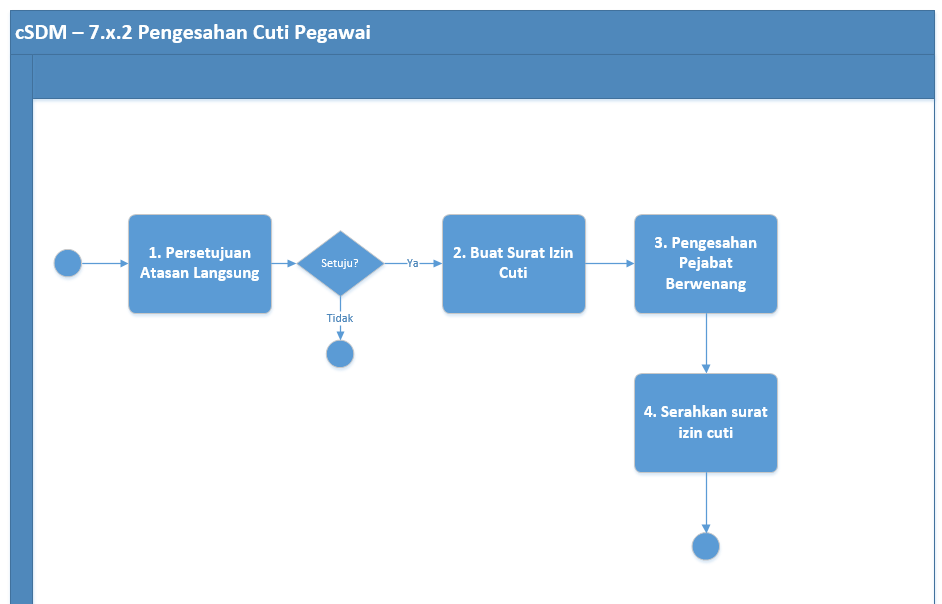 cSDM – 7.x.2 Pengesahan Cuti Pegawai
1. Persetujuan
Atasan Langsung
Setuju?
Ya
2. Buat Surat Izin
Cuti
3. Pengesahan
Pejabat
Berwenang
Tidak
4. Serahkan surat
izin cuti